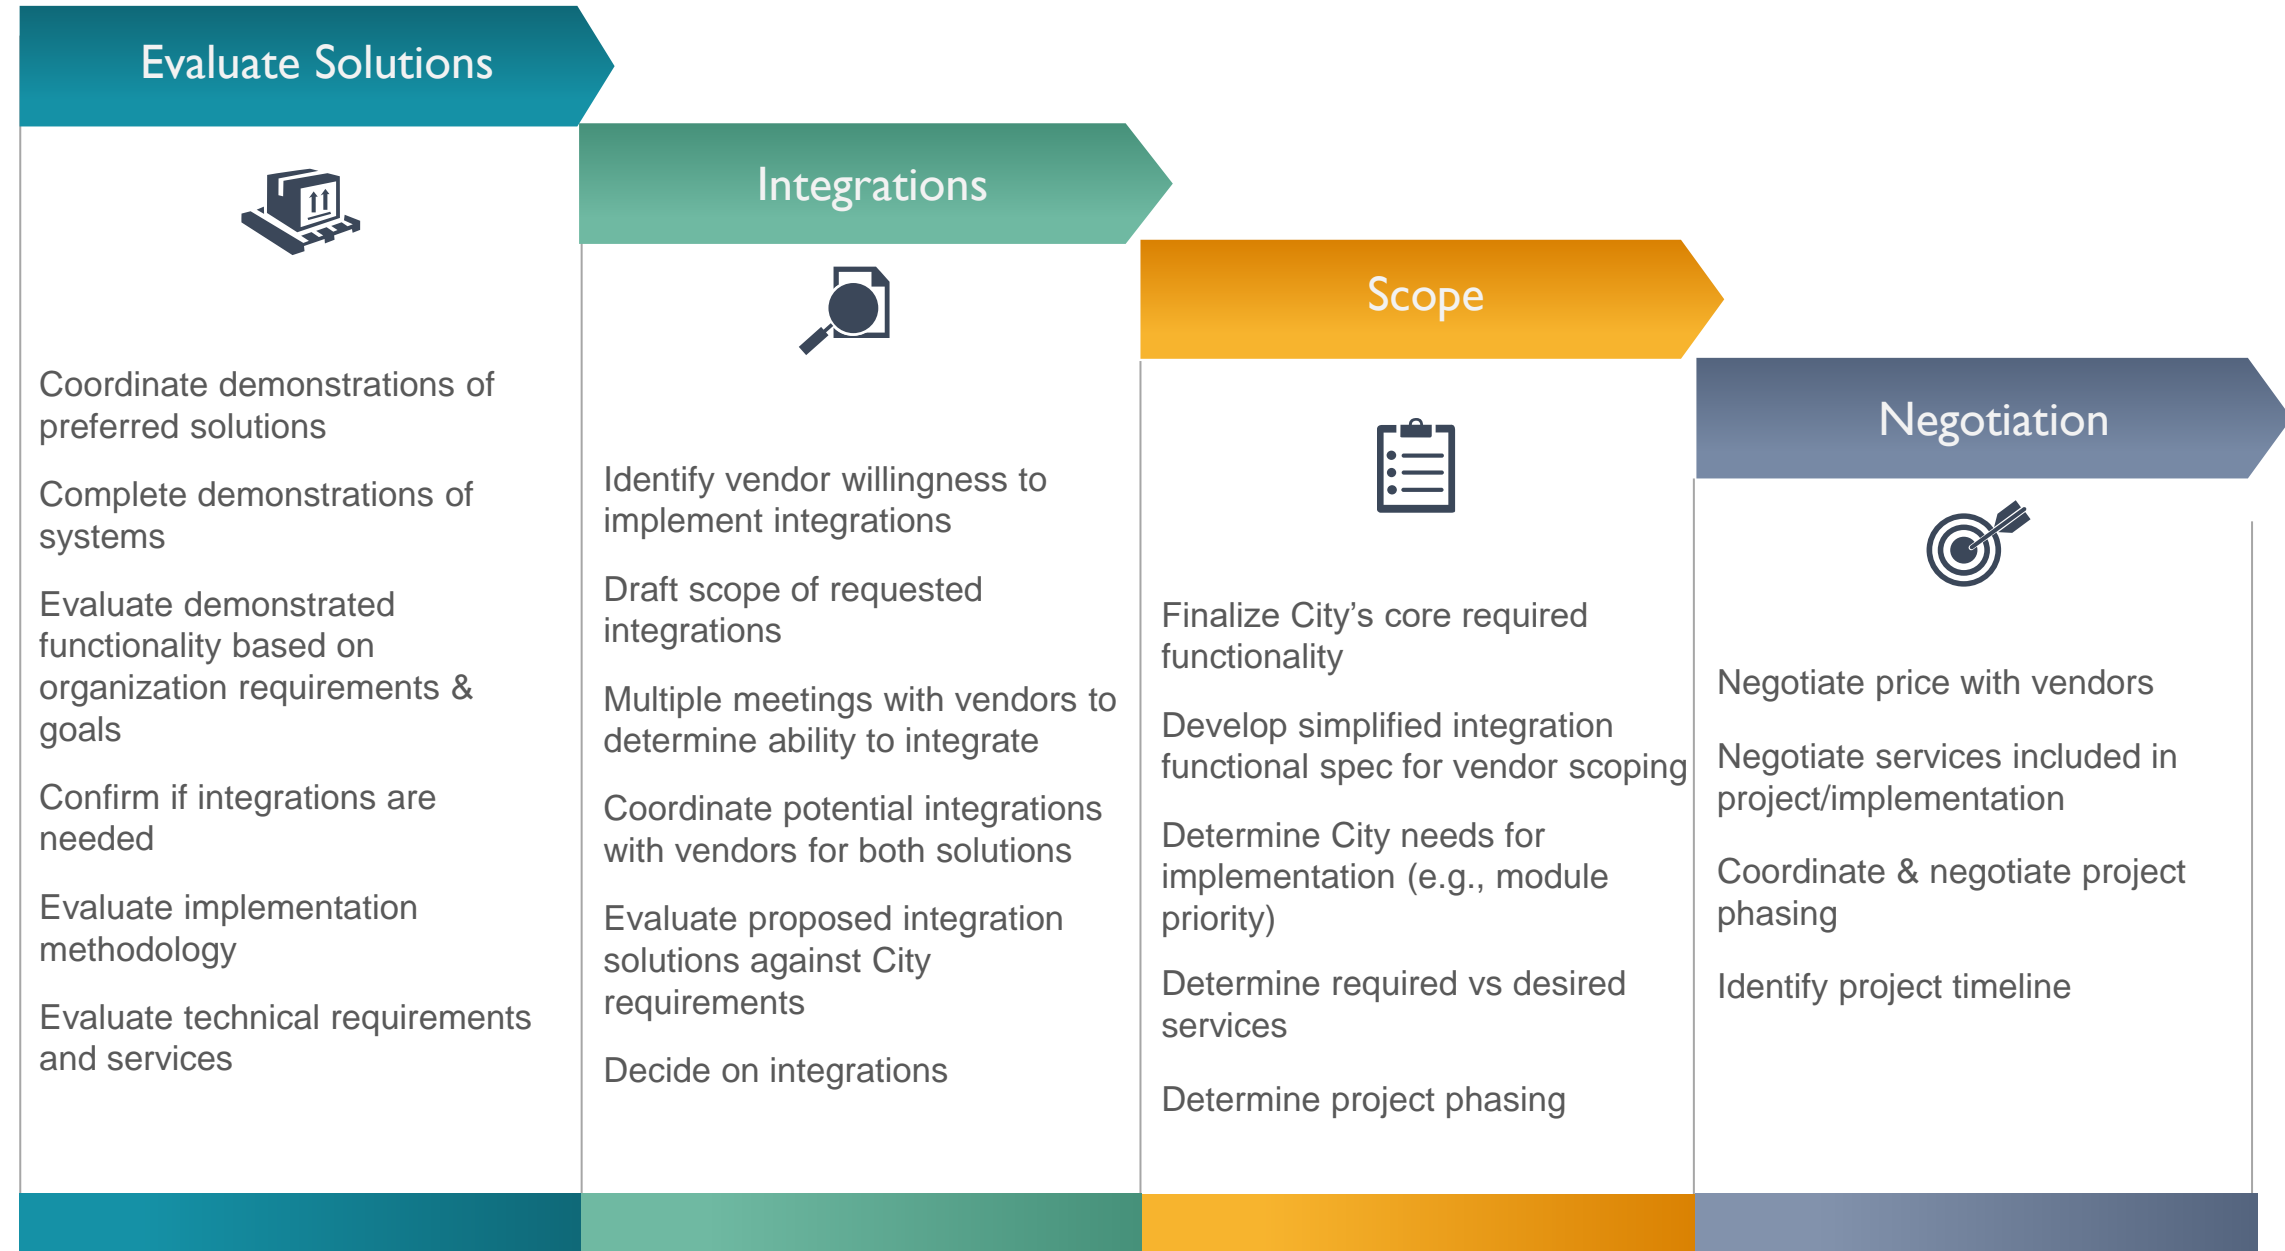 Evaluate Solutions
Coordinate demonstrations of
preferred solutions
Complete demonstrations of
systems
Evaluate demonstrated
functionality based on
organization requirements &
goals
Confirm if integrations are
needed
Evaluate implementation
methodology
Evaluate technical requirements
and services
Integrations
Identify vendor willingness to
implement integrations
Draft scope of requested
integrations
Multiple meetings with vendors to
determine ability to integrate
Coordinate potential integrations
with vendors for both solutions
Evaluate proposed integration
solutions against City
requirements
Decide on integrations
Scope
Finalize City’s core required
functionality
Develop simplified integration
functional spec for vendor scoping
Determine City needs for
implementation (e.g., module
priority)
Determine required vs desired
services
Determine project phasing
Negotiation
Negotiate price with vendors
Negotiate services included in
project/implementation
Coordinate & negotiate project
phasing
Identify project timeline